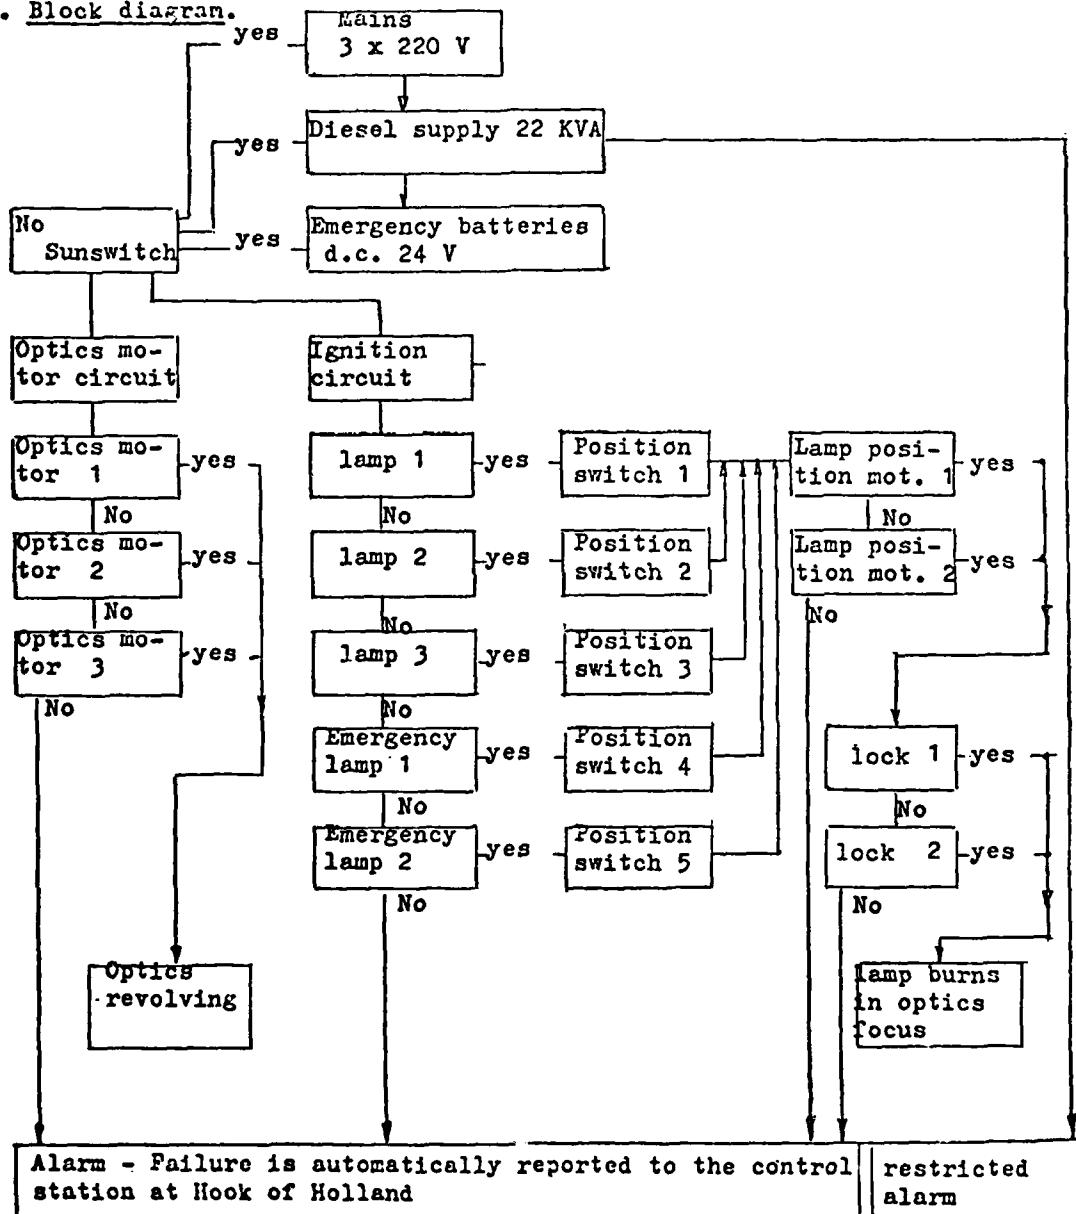 . Block diagram.
yes
Mains
3 x 220 V
yes
Diesel supply 22 KVA
No
Sunswitch
yes
Emergency batteries
d.c. 24 V
Optics mo-
tor circuit
Ignition
circuit
Optics mo-
tor 1
yes
lamp 1
yes
Position
switch 1
Lamp posi-
tion mot. 1
yes
No
No
No
Optics mo-
tor 2
yes
lamp 2
yes
Position
switch 2
Lamp posi-
tion mot. 2
yes
No
No
No
Optics mo-
tor 3
yes
lamp 3
yes
Position
switch 3
No
No
Emergency
lamp 1
yes
Position
switch 4
lock 1
yes
No
No
Emergency
lamp 2
yes
Position
switch 5
lock 2
yes
No
No
Optics
revolving
lamp burns
in optics
focus
Alarm - Failure is automatically reported to the control
station at Hook of Holland
restricted
alarm